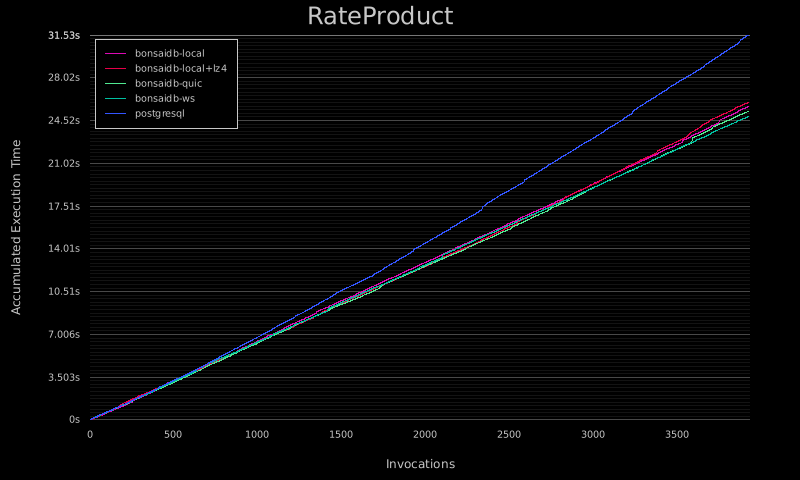 RateProduct
31.53s
28.02s
24.52s
21.02s
17.51s
14.01s
10.51s
7.006s
3.503s
0s
bonsaidb-local
bonsaidb-local+lz4
bonsaidb-quic
bonsaidb-ws
postgresql
Accumulated Execution Time
0 500 1000 1500 2000 2500 3000 3500
Invocations